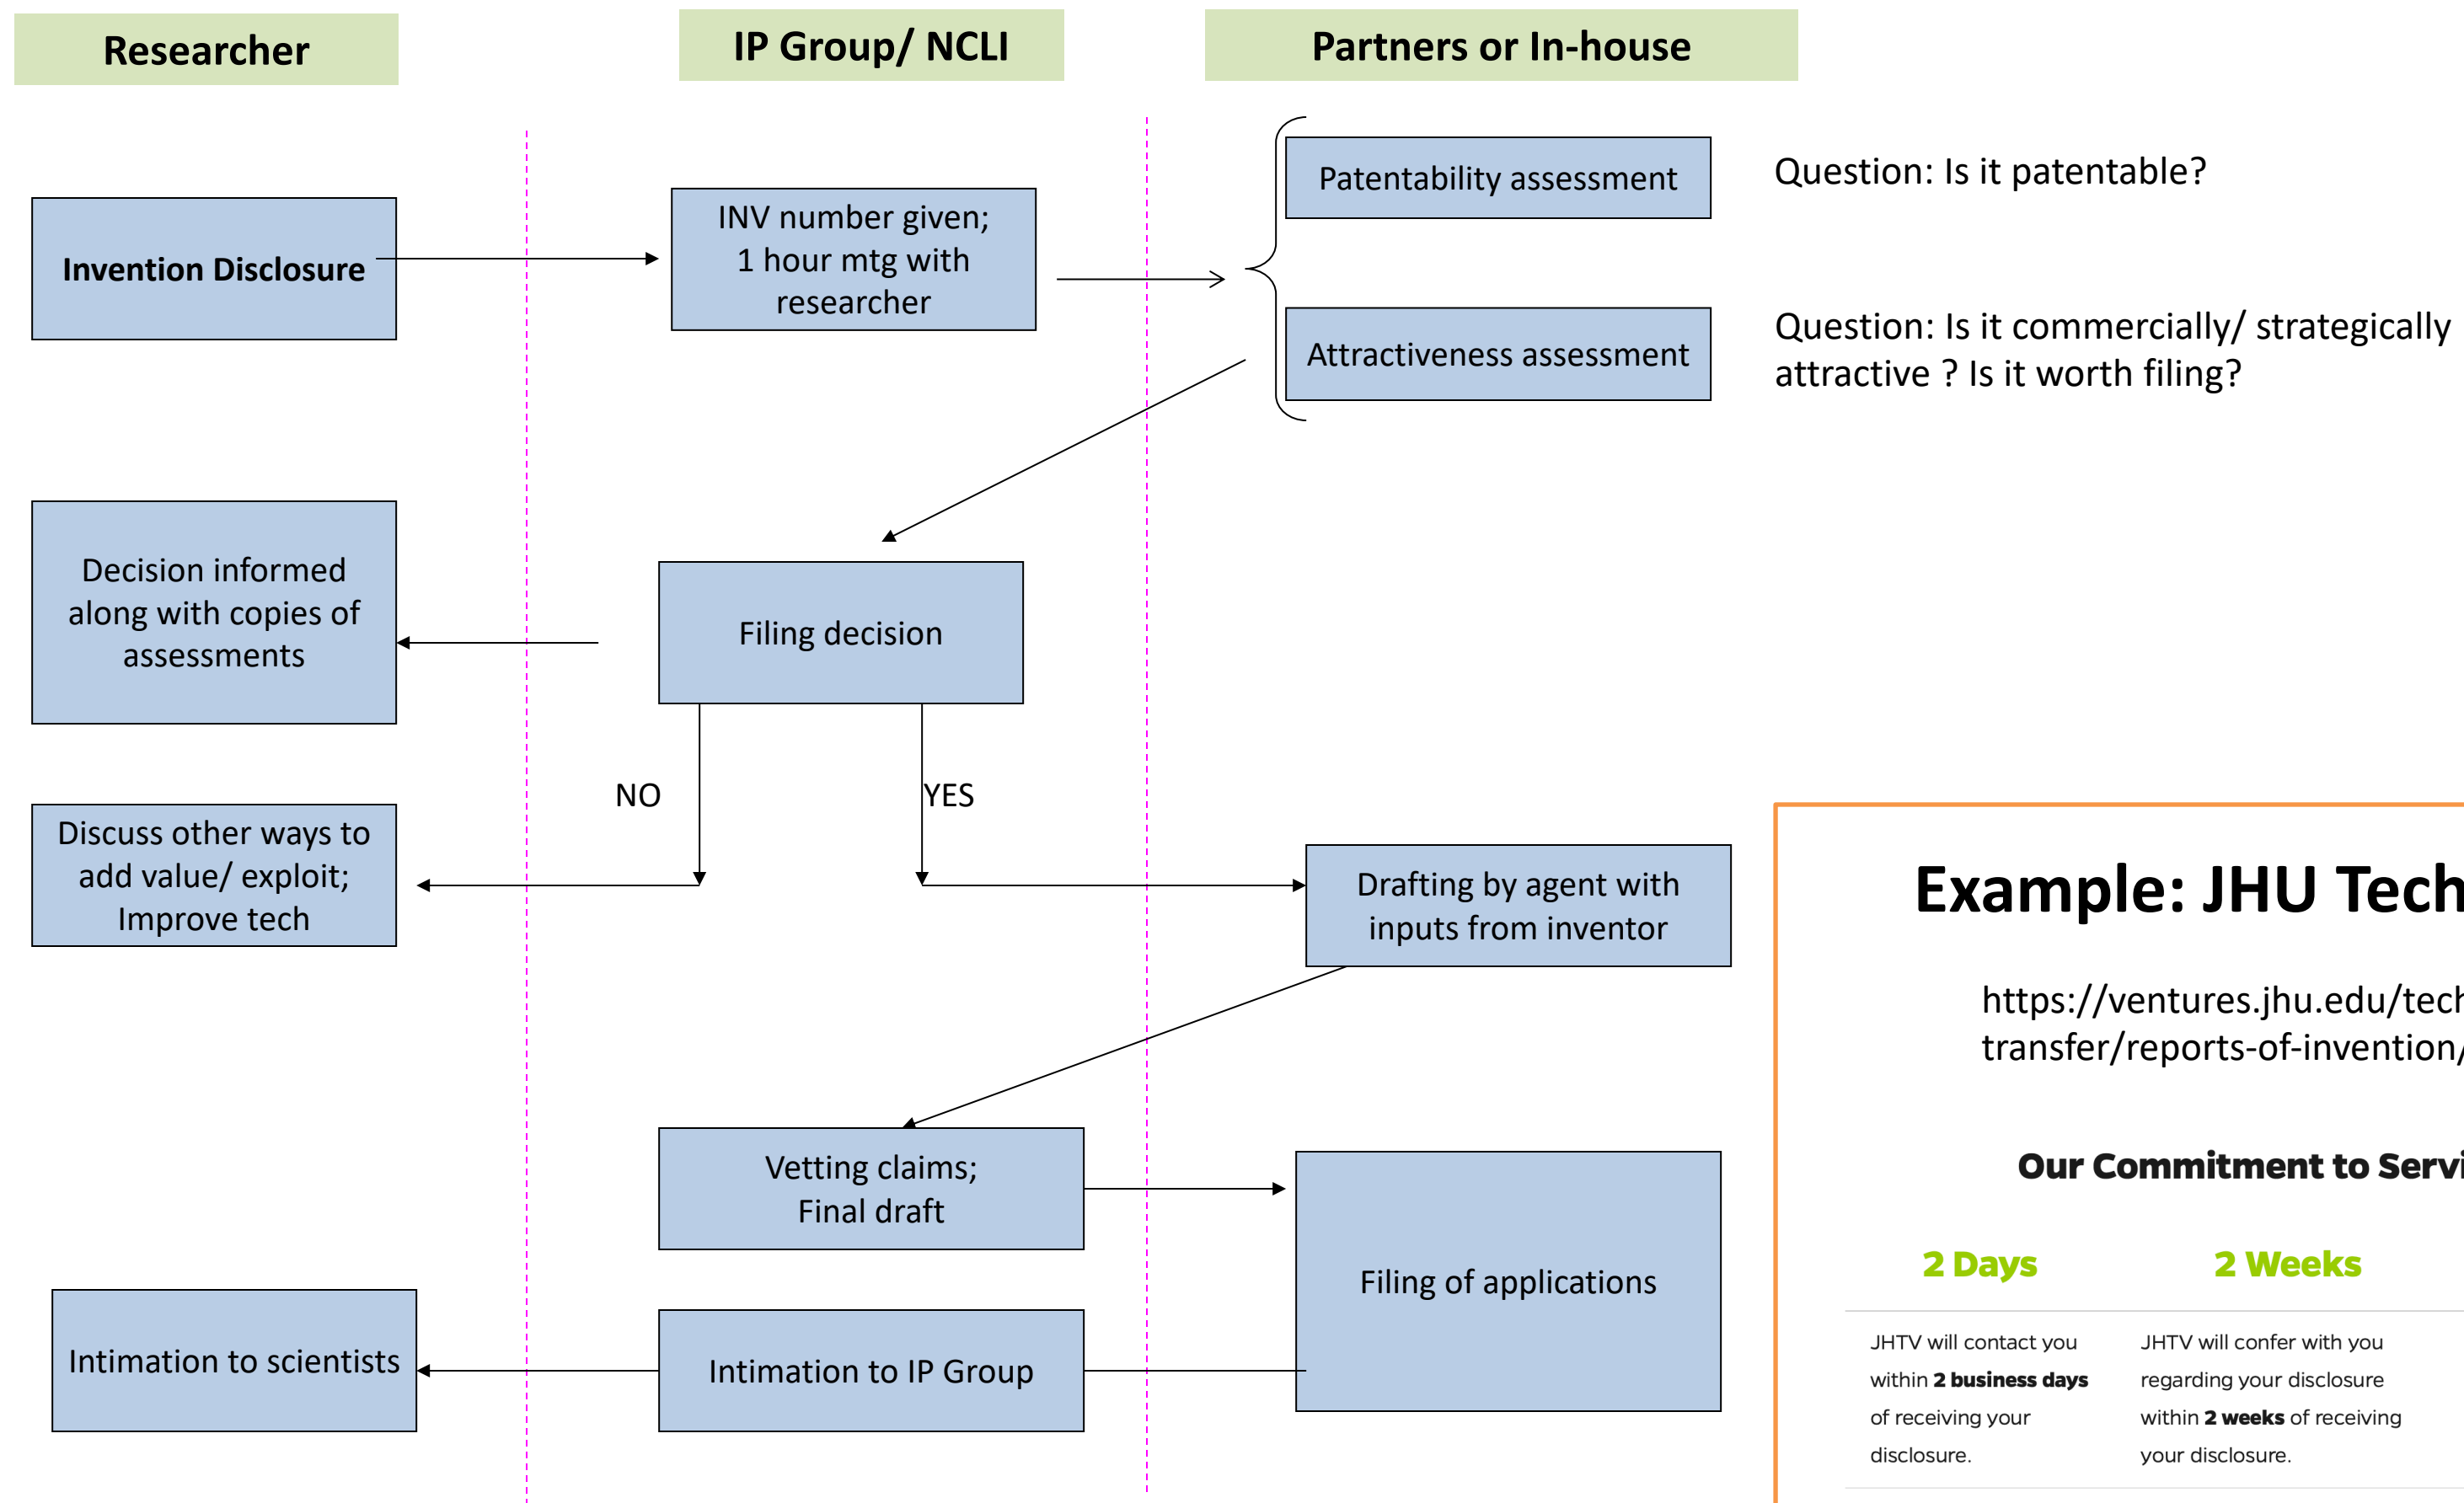 Researcher
IP Group/ NCLI
Partners or In-house
Invention Disclosure
INV number given;
1 hour mtg with
researcher
Patentability assessment
Question: Is it patentable?
Attractiveness assessment
Question: Is it commercially/ strategically
attractive ? Is it worth filing?
Decision informed
along with copies of
assessments
Filing decision
NO
YES
Discuss other ways to
add value/ exploit;
Improve tech
Drafting by agent with
inputs from inventor
Vetting claims;
Final draft
Filing of applications
Intimation to scientists
Intimation to IP Group
Example: JHU Tech
https://ventures.jhu.edu/tech
transfer/reports-of-invention/
Our Commitment to Servi
2 Days
2 Weeks
JHTV will contact you
within 2 business days
of receiving your
disclosure.
JHTV will confer with you
regarding your disclosure
within 2 weeks of receiving
your disclosure.